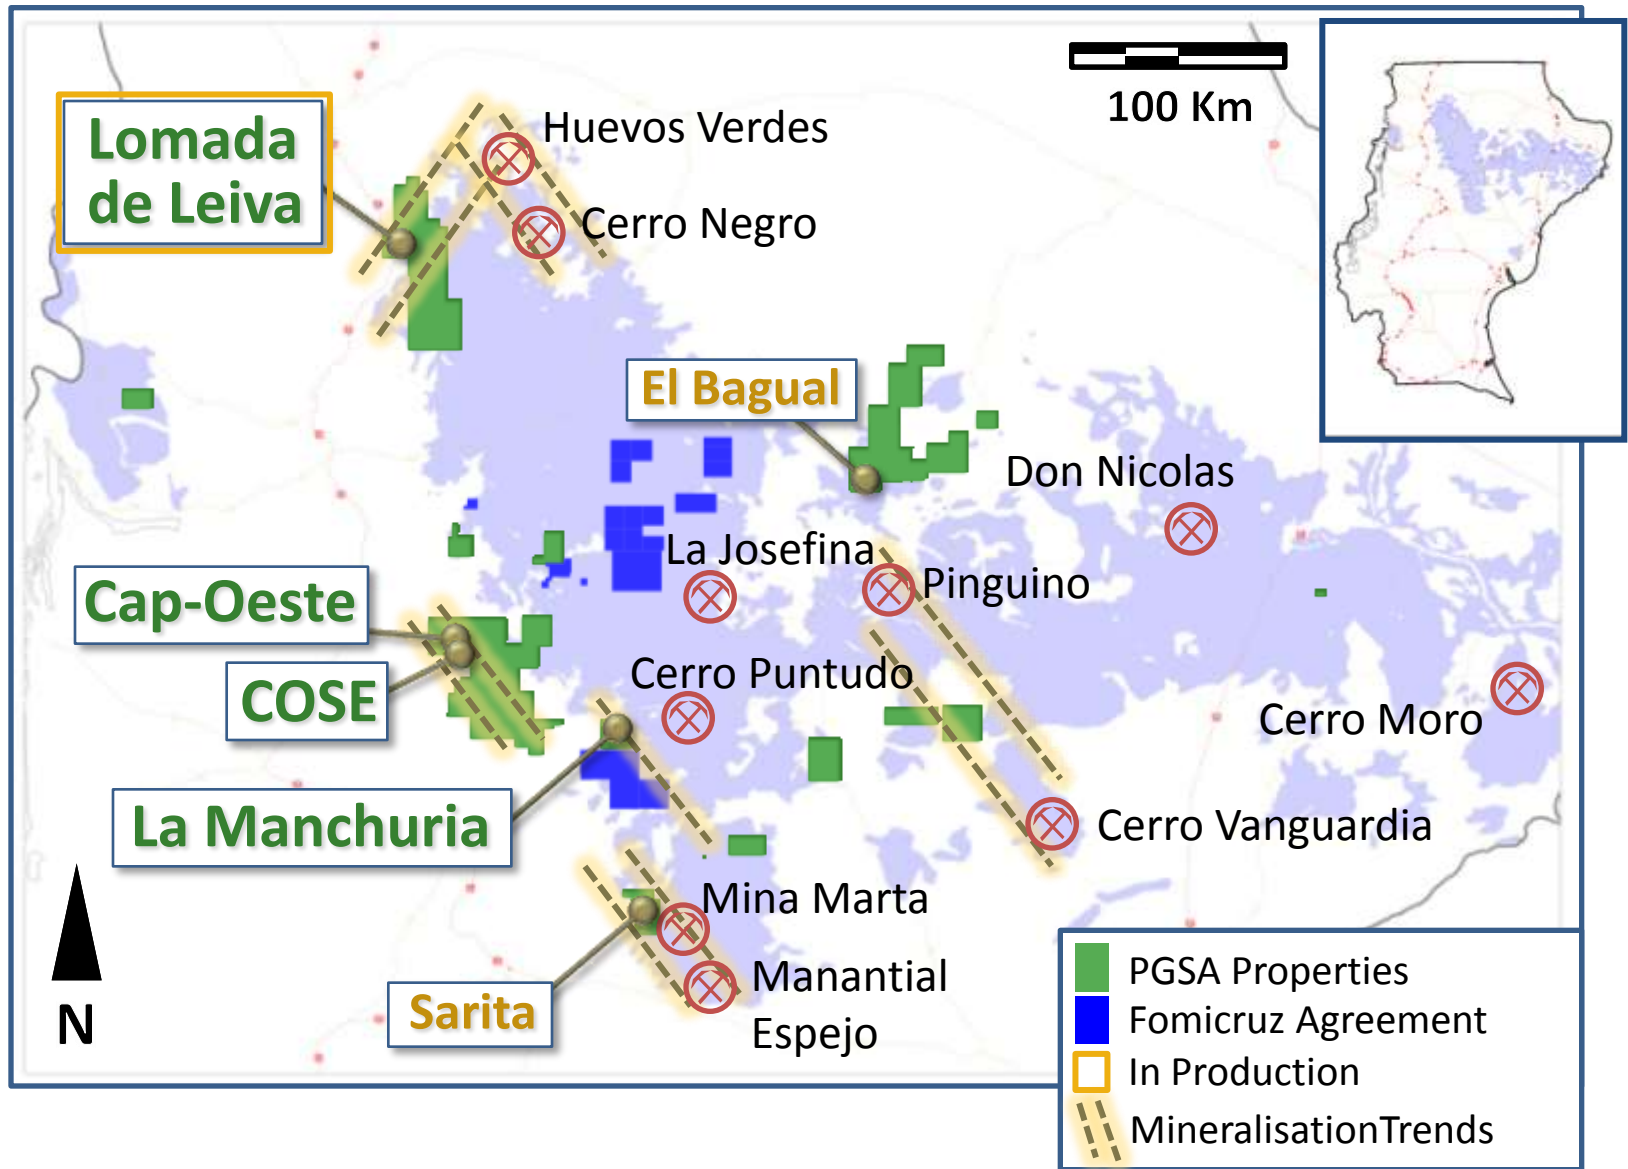 100 Km
Lomada
de Leiva
Huevos Verdes
Cerro Negro
El Bagual
Don Nicolas
La Josefina
Pinguino
Cap-Oeste
COSE
Cerro Puntudo
Cerro Moro
La Manchuria
Cerro Vanguardia
Mina Marta
Manantial
Espejo
Sarita
N
PGSA Properties
Fomicruz Agreement
In Production
MineralisationTrends